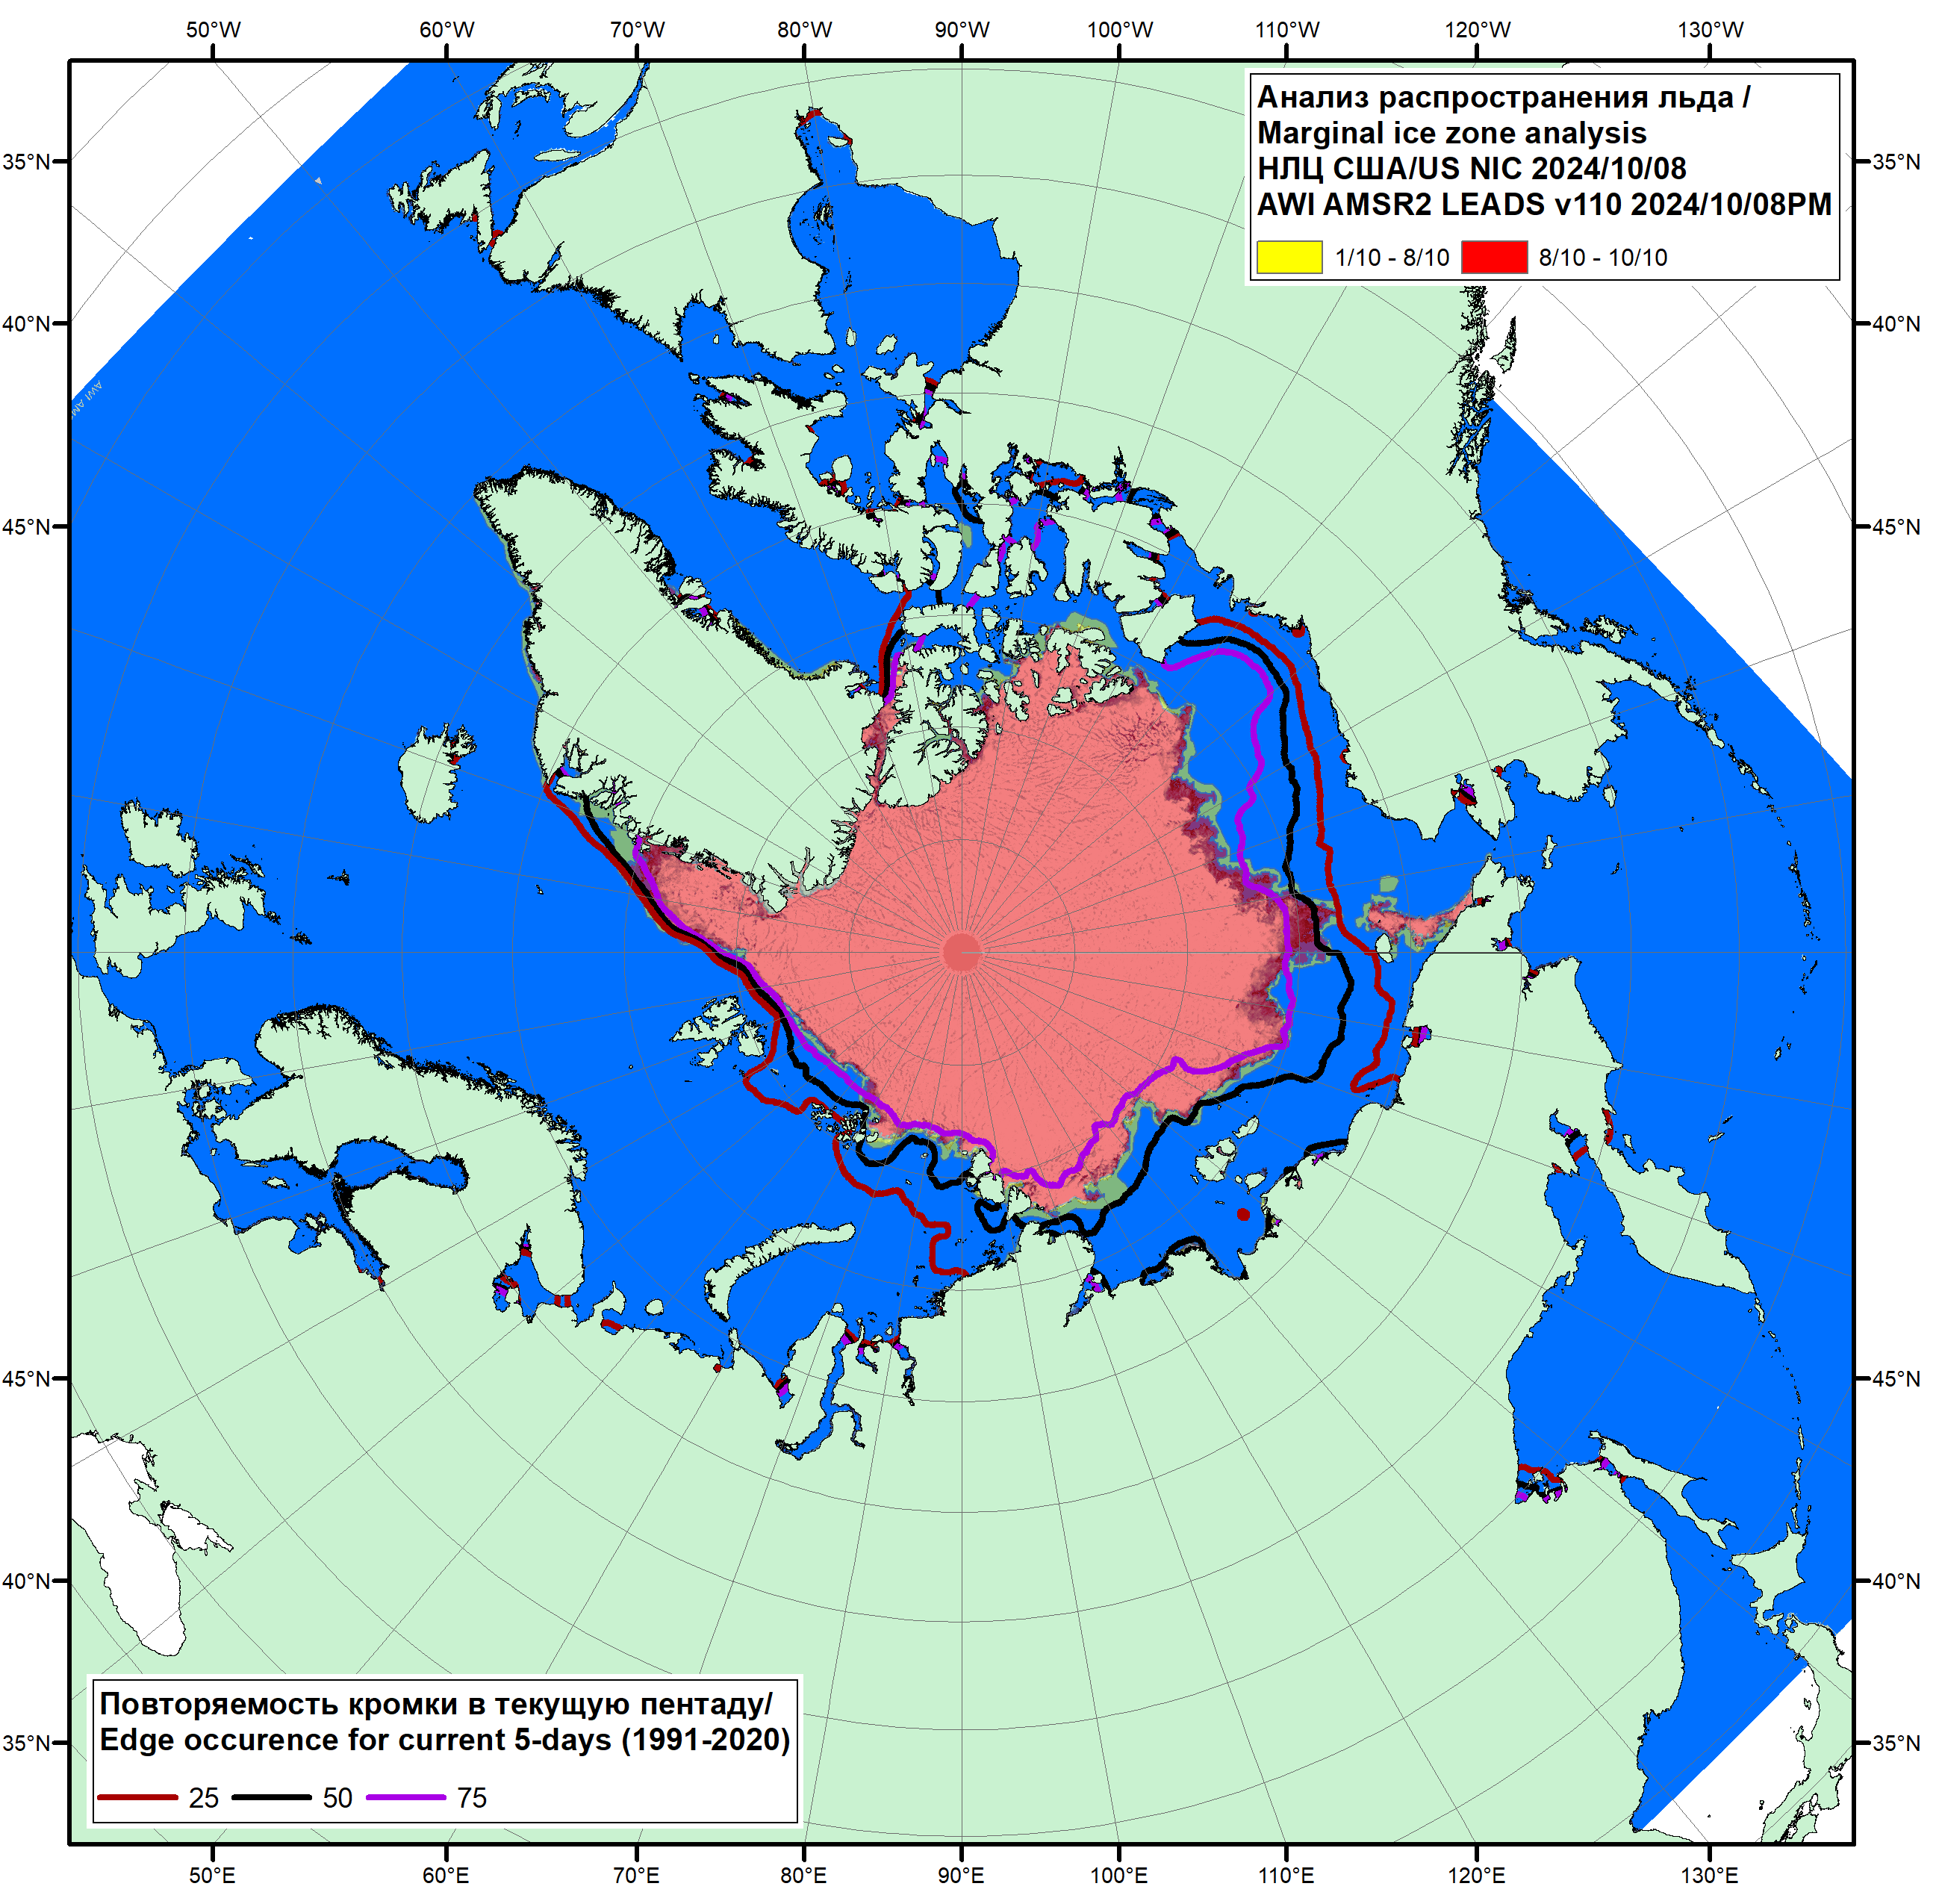 50°W 60°W 70°W 80°W 90°W 100°W 110°W 120°W 130°W
Анализ распространения льда /
Marginal ice zone analysis
НЛЦ США/US NIC 2024/10/08
AWI AMSR2 LEADS v110 2024/10/08PM
1/10 - 8/10 8/10 - 10/10
35°N 35°N
40°N 40°N
45°N 45°N
45°N 45°N
40°N 40°N
35°N 35°N
Повторяемость кромки в текущую пентаду/
Edge occurence for current 5-days (1991-2020)
25 50 75
50°E 60°E 70°E 80°E 90°E 100°E 110°E 120°E 130°E